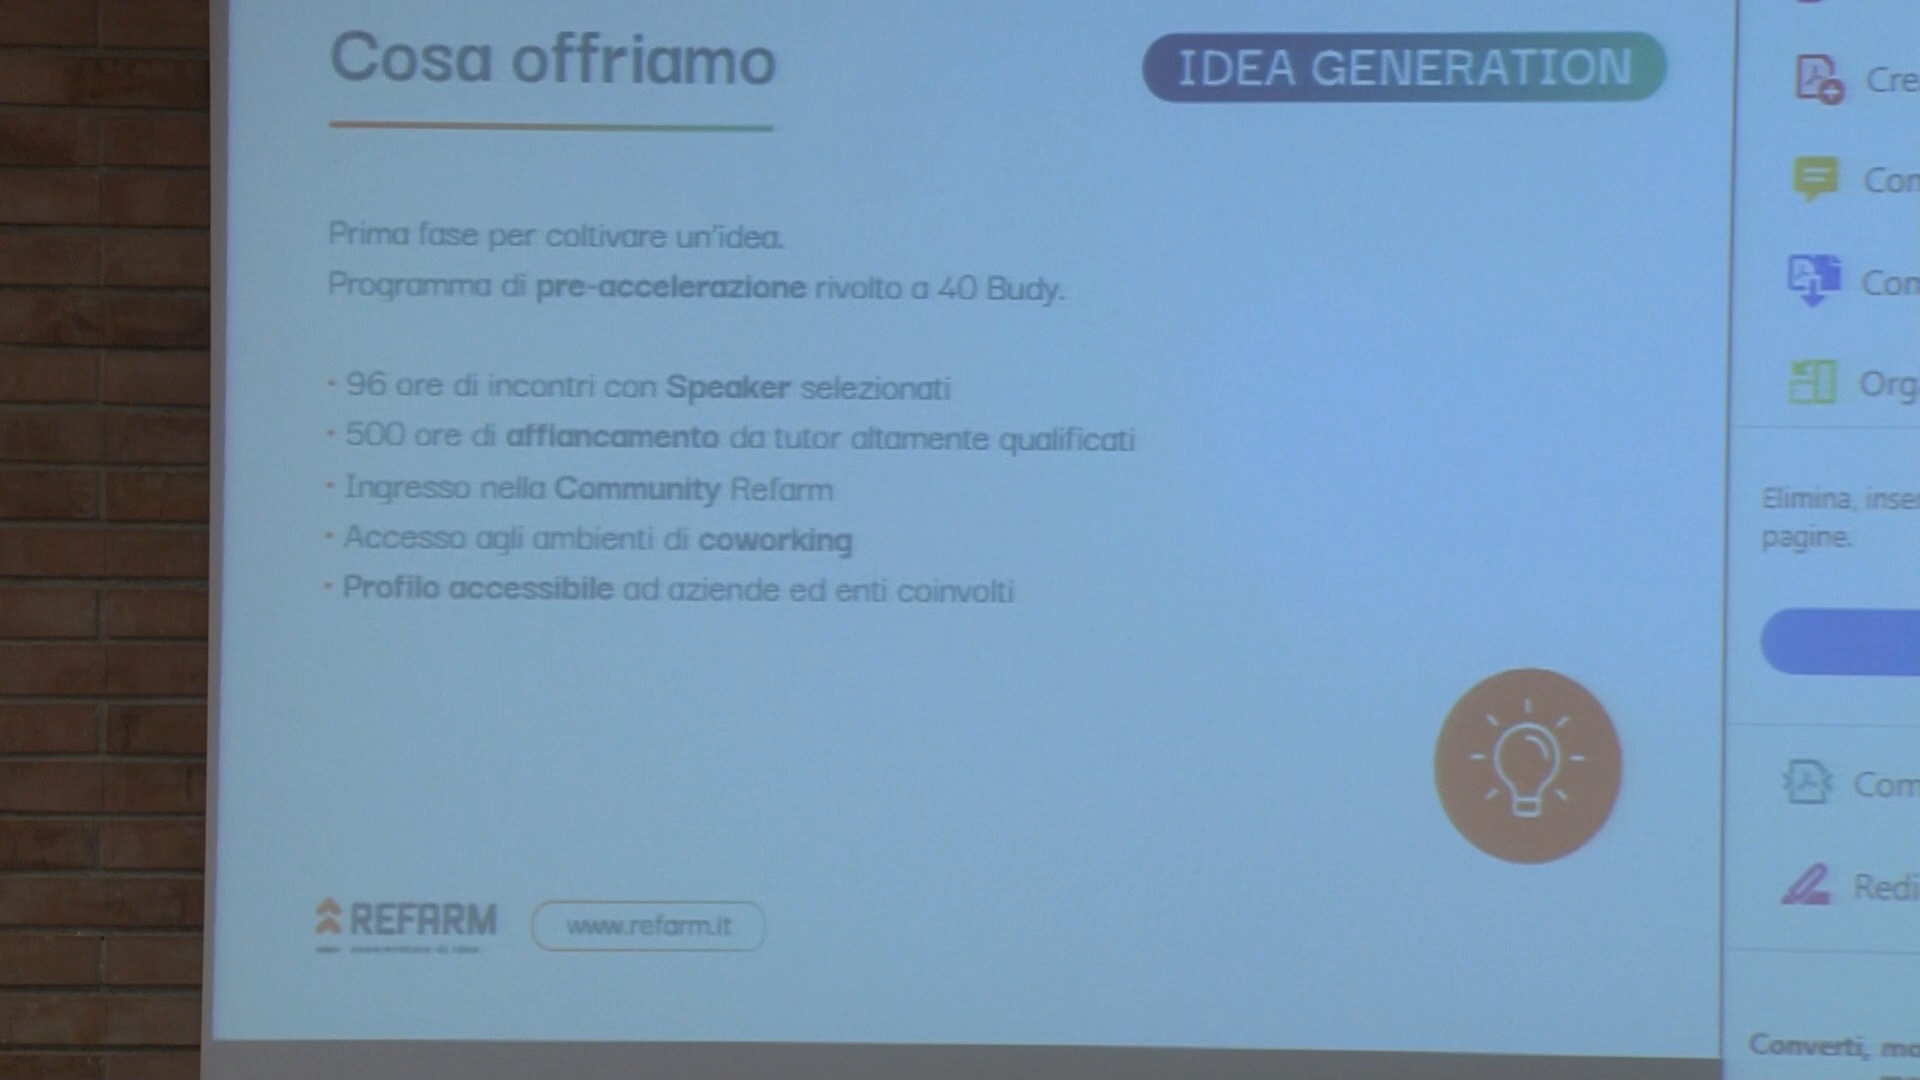 Cosa offriamo
IDEA GENERATION
Prima fase per coltivare un'idea.
Programma di pre-accelerazione rivolto a 40 Budy.
• 96 ore di incontri con Speaker selezionati
• 500 ore di affiancamento da tutor altamente qualificati
• Ingresso nella Community Refarm
• Accesso agli ambienti di coworking
• Profilo accessibile ad aziende ed enti coinvolti
REFARM
www.refarm.it
Cre
Com
Com
Org
Elimina, inse
pagine.
Com
Redi
Converti, mo